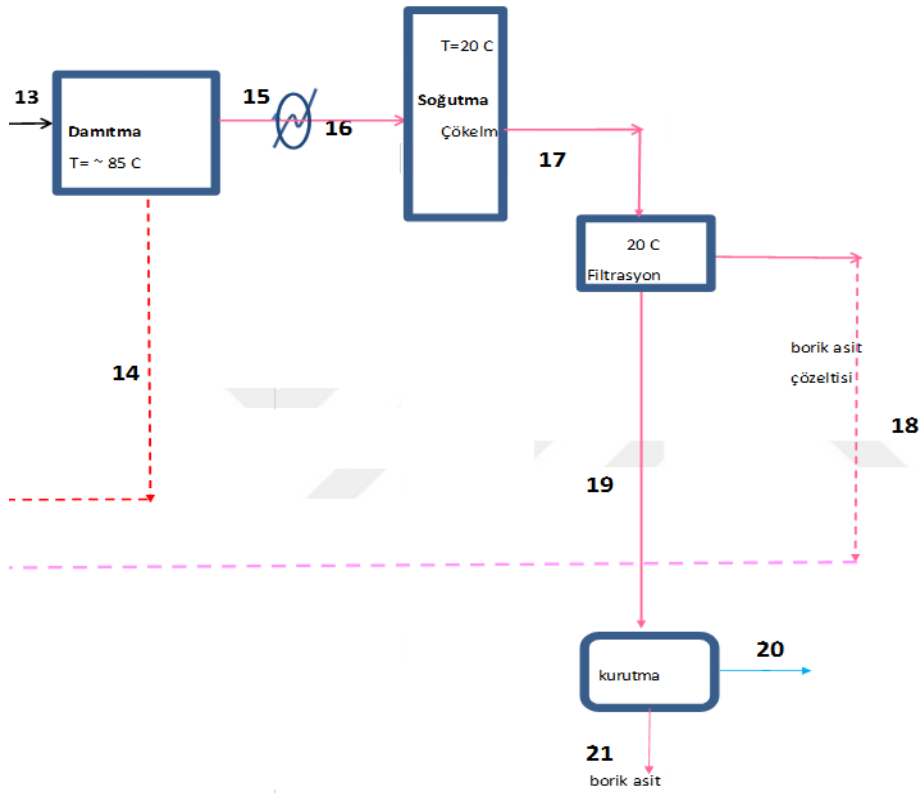 13
Damıtma
T= ~ 85 C
15
16
T=20 C
Soğutma
Çökelm
17
20 C
Filtrasyon
14
borik asit
çözeltisi
18
19
kurutma
20
21
borik asit